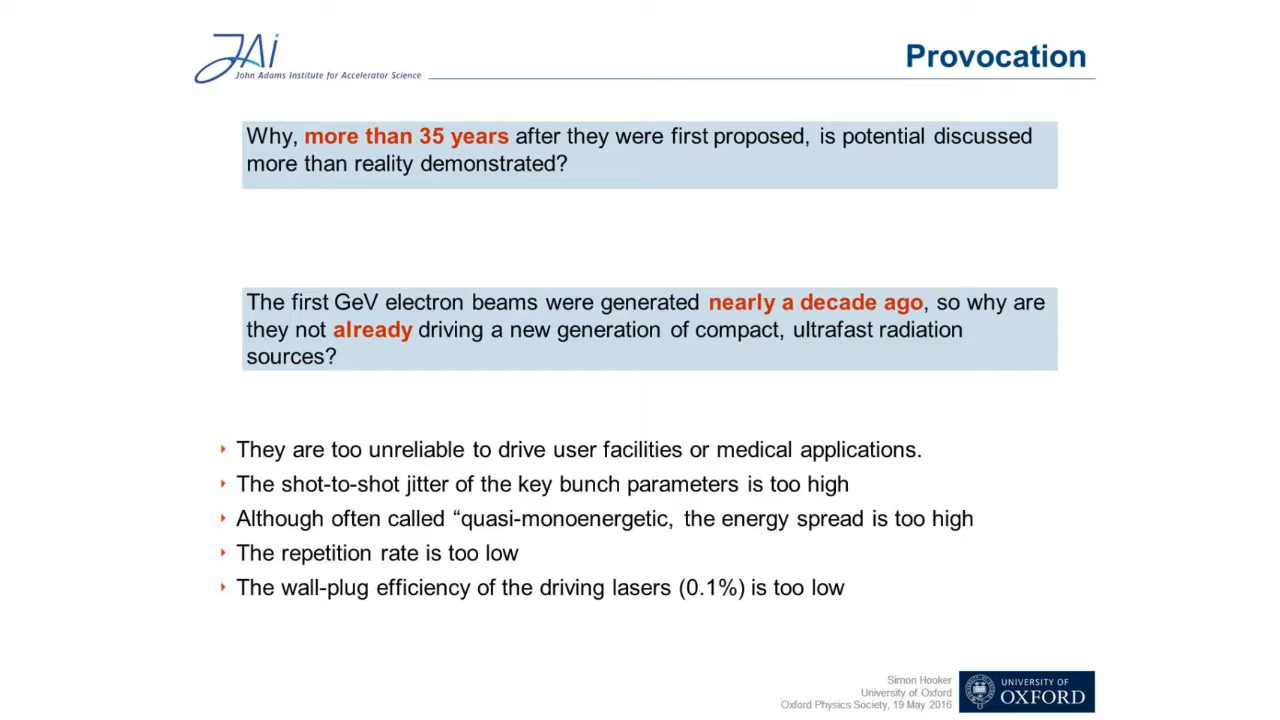 JAi
John Adams Institute for Accelerator Science
Provocation
Why, more than 35 years after they were first proposed, is potential discussed
more than reality demonstrated?
The first GeV electron beams were generated nearly a decade ago, so why are
they not already driving a new generation of compact, ultrafast radiation
sources?
They are too unreliable to drive user facilities or medical applications.
The shot-to-shot jitter of the key bunch parameters is too high
Although often called “quasi-monoenergetic, the energy spread is too high
The repetition rate is too low
The wall-plug efficiency of the driving lasers (0.1%) is too low
Simon Hooker
University of Oxford
Oxford Physics Society, 19 May 2016
UNIVERSITY OF
OXFORD